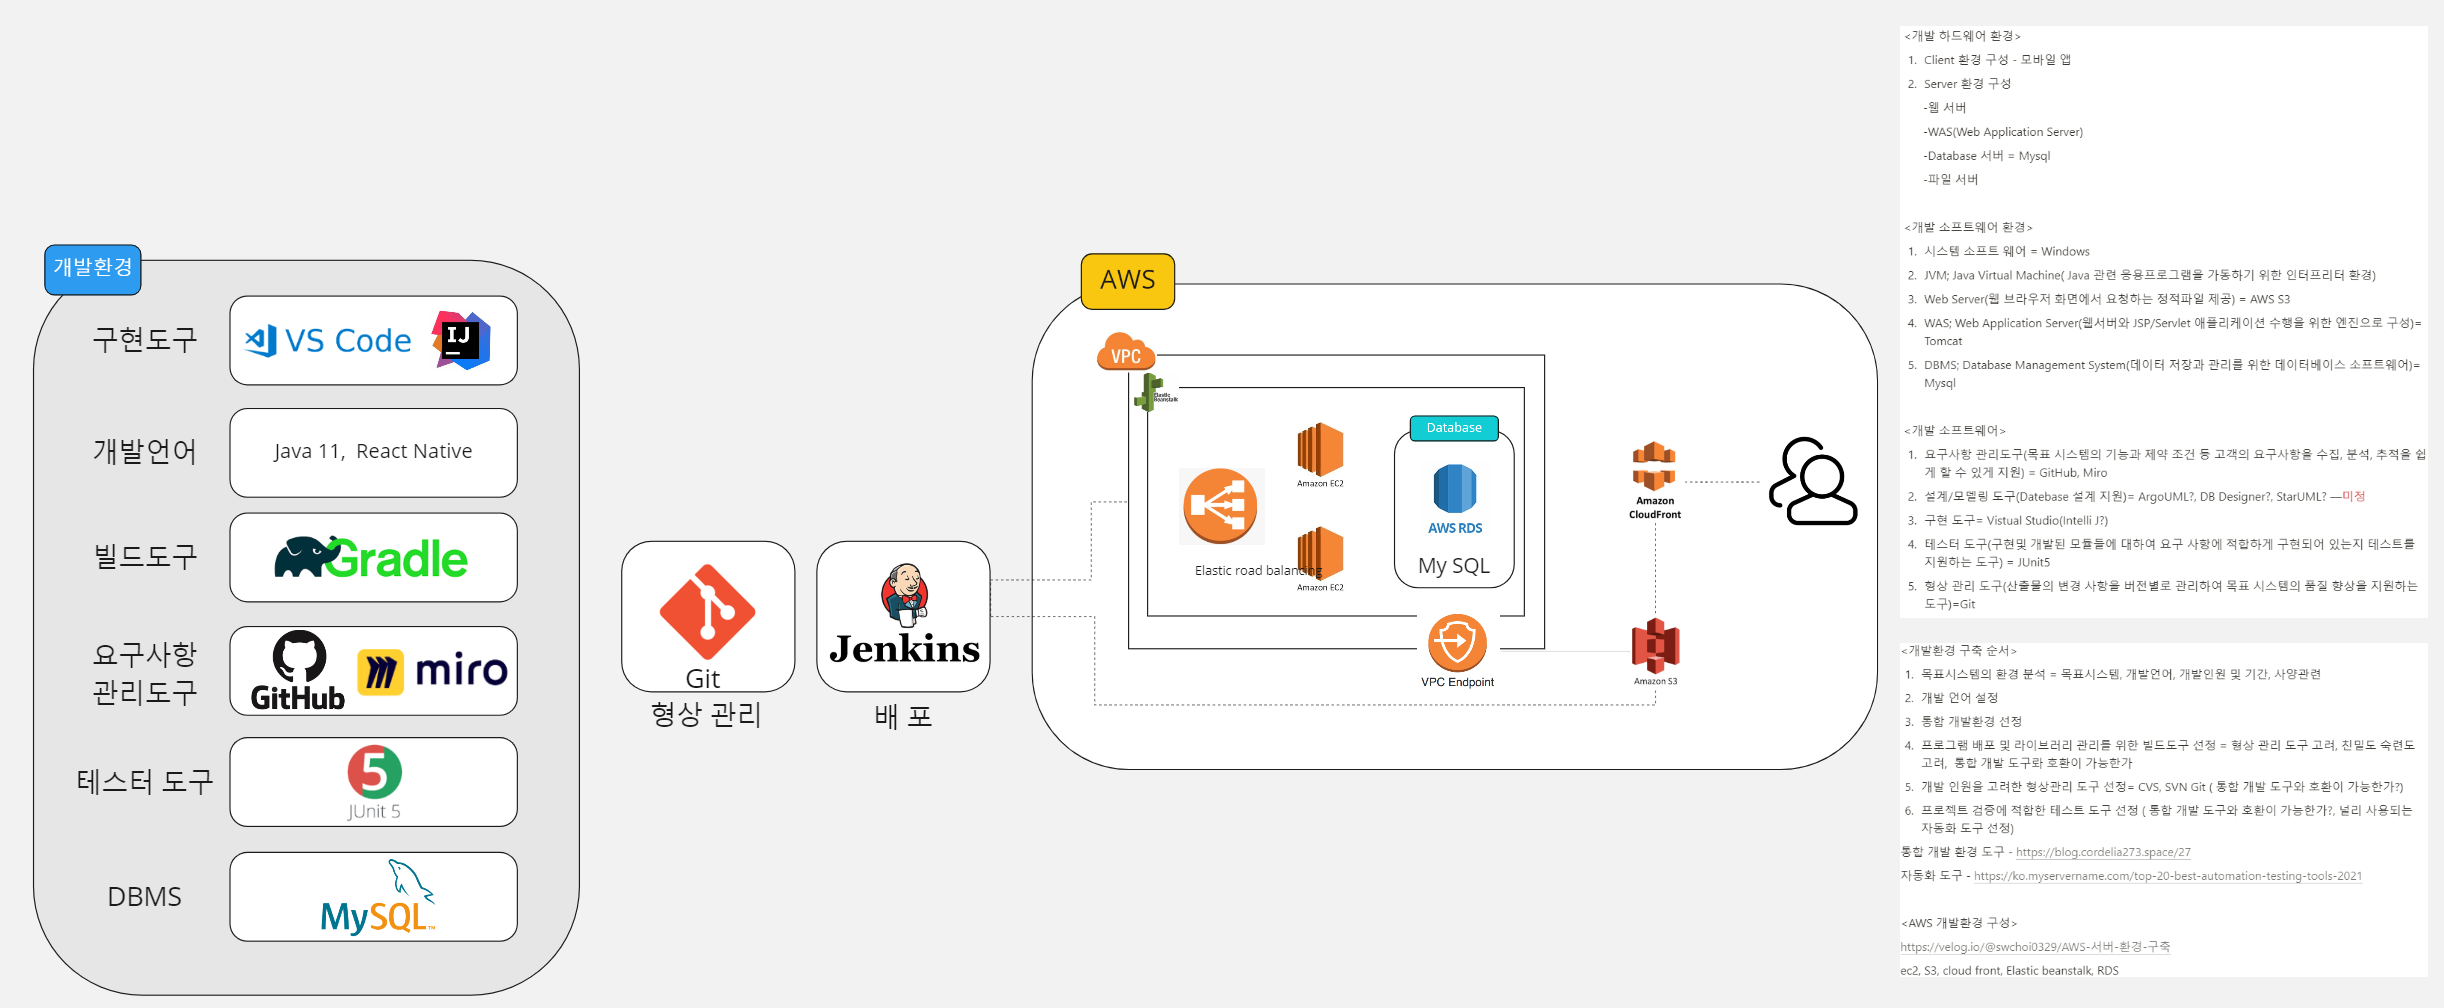 개발환경
구현도구
VS Code
IJ
개발언어
Java 11, React Native
빌드도구
Gradle
요구사항
관리도구
GitHub
miro
테스터 도구
5
JUnit 5
DBMS
MySQL™
Git
형상 관리
Jenkins
배 포
AWS
VPC
Elastic
Beanstalk
Elastic road balancing
Amazon EC2
Amazon EC2
Database
AWS RDS
My SQL
VPC Endpoint
Amazon
CloudFront
Amazon S3
<개발 하드웨어 환경>
1. Client 환경 구성 - 모바일 앱
2. Server 환경 구성
-웹 서버
-WAS(Web Application Server)
-Database 서버 = Mysql
-파일 서버
<개발 소프트웨어 환경>
1. 시스템 소프트 웨어 = Windows
2. JVM; Java Virtual Machine( Java 관련 응용프로그램을 가동하기 위한 인터프리터 환경)
3. Web Server(웹 브라우저 화면에서 요청하는 정적파일 제공) = AWS S3
4. WAS; Web Application Server(웹서버와 JSP/Servlet 애플리케이션 수행을 위한 엔진으로 구성)=
Tomcat
5. DBMS; Database Management System(데이터 저장과 관리를 위한 데이터베이스 소프트웨어)=
Mysql
<개발 소프트웨어>
1. 요구사항 관리도구(목표 시스템의 기능과 제약 조건 등 고객의 요구사항을 수집, 분석, 추적을 쉽
게 할 수 있게 지원) = GitHub, Miro
2. 설계/모델링 도구(Datebase 설계 지원)= ArgoUML?, DB Designer?, StarUML? —미정
3. 구현 도구= Vistual Studio(Intelli J?)
4. 테스터 도구(구현및 개발된 모듈들에 대하여 요구 사항에 적합하게 구현되어 있는지 테스트를
지원하는 도구) = JUnit5
5. 형상 관리 도구(산출물의 변경 사항을 버전별로 관리하여 목표 시스템의 품질 향상을 지원하는
도구)=Git
<개발환경 구축 순서>
1. 목표시스템의 환경 분석 = 목표시스템, 개발언어, 개발인원 및 기간, 사양관련
2. 개발 언어 설정
3. 통합 개발환경 선정
4. 프로그램 배포 및 라이브러리 관리를 위한 빌드도구 선정 = 형상 관리 도구 고려, 친밀도 숙련도
고려, 통합 개발 도구롸 호환이 가능한가
5. 개발 인원을 고려한 형상관리 도구 선정= CVS, SVN Git ( 통합 개발 도구와 호환이 가능한가?)
6. 프로젝트 검증에 적합한 테스트 도구 선정 ( 통합 개발 도구와 호환이 가능한가?, 널리 사용되는
자동화 도구 선정)
통합 개발 환경 도구 - https://blog.cordelia273.space/27
자동화 도구 - https://ko.myservername.com/top-20-best-automation-testing-tools-2021
<AWS 개발환경 구성>
https://velog.io/@swchoi0329/AWS-서버-환경-구축
ec2, S3, cloud front, Elastic beanstalk, RDS